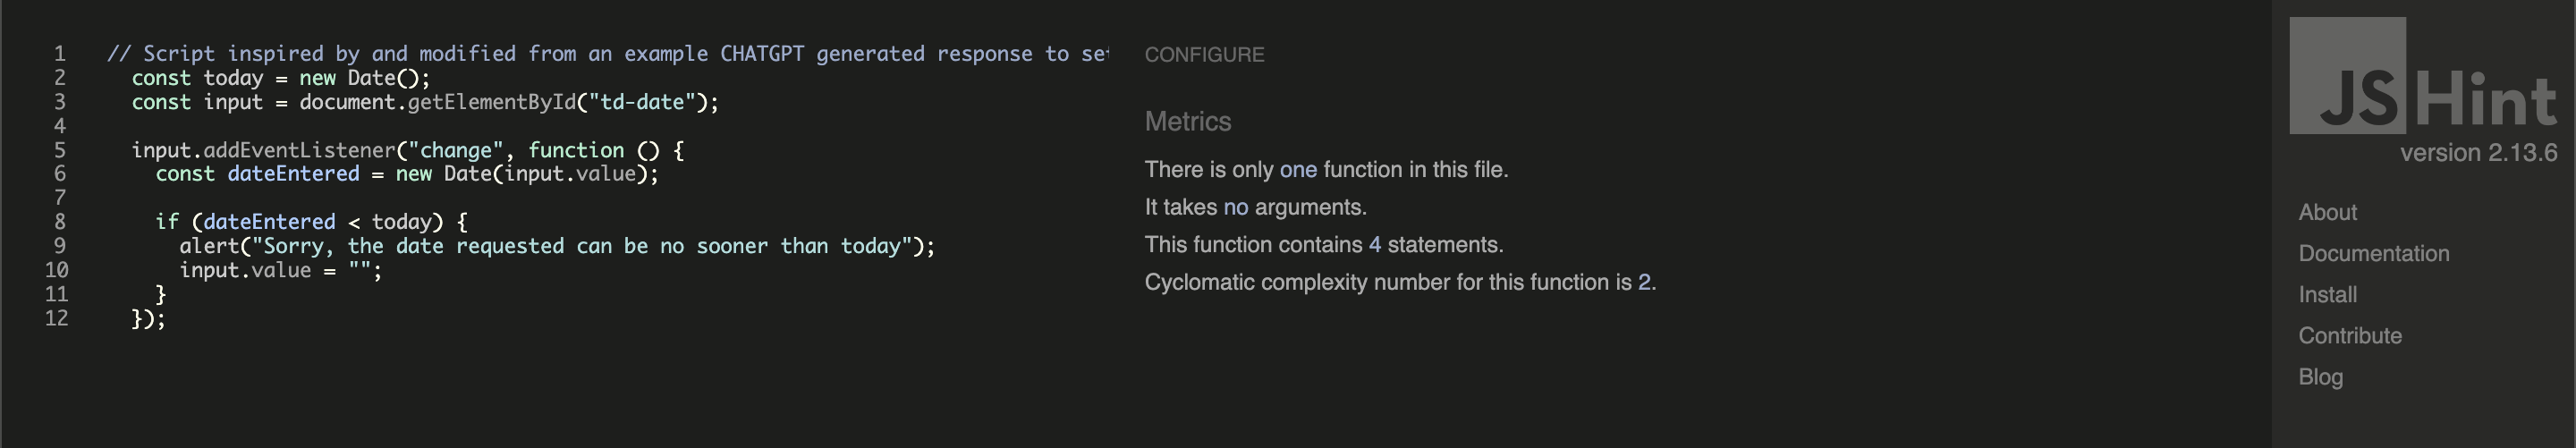 1 // Script inspired by and modified from an example CHATGPT generated response to set
2 const today = new Date();
3 const input = document.getElementById("td-date");
4
5 input.addEventListener("change", function () {
6 const dateEntered = new Date(input.value);
7
8 if (dateEntered < today) {
9 alert("Sorry, the date requested can be no sooner than today");
10 input.value = "";
11 }
12 });
CONFIGURE
Metrics
There is only one function in this file.
It takes no arguments.
This function contains 4 statements.
Cyclomatic complexity number for this function is 2.
JSHint
version 2.13.6
About
Documentation
Install
Contribute
Blog